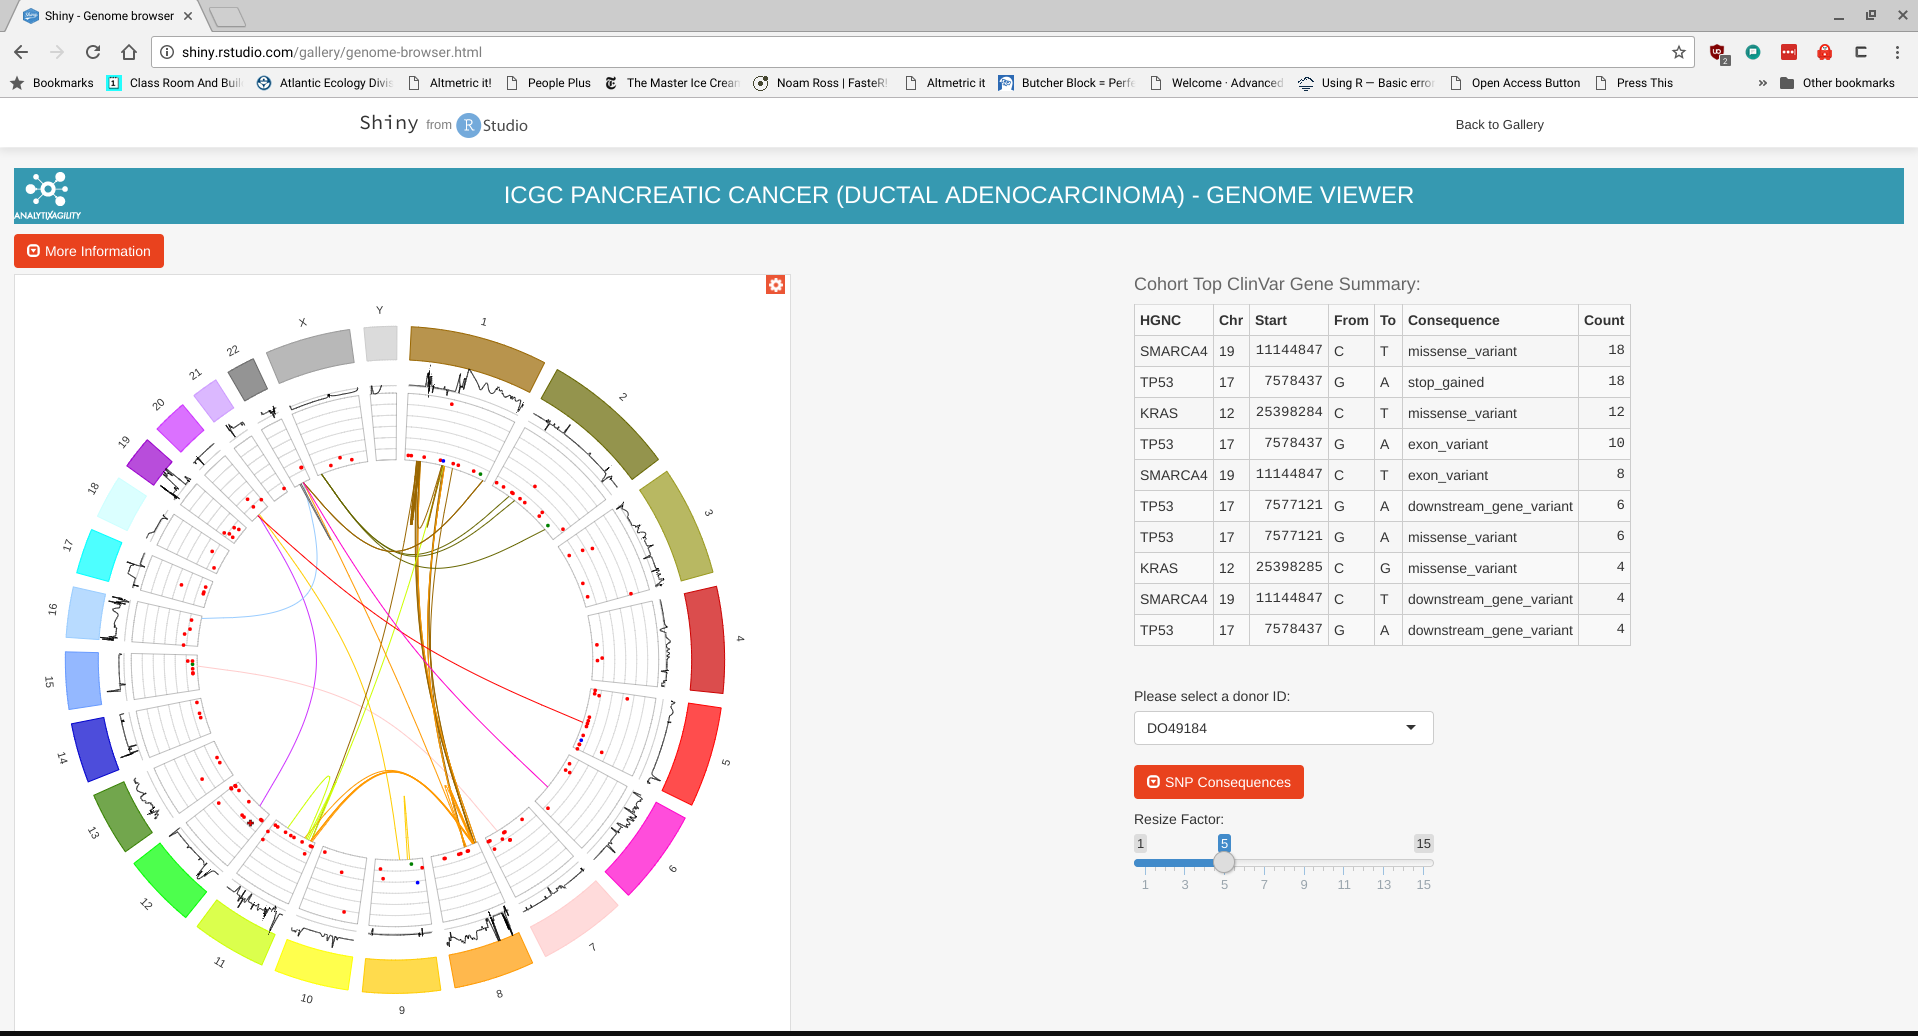 Shiny - Genome browser
shiny.rstudio.com/gallery/genome-browser.html
2
Bookmarks
1
Class Room And Buil
Atlantic Ecology Divis
Altmetric it!
People Plus
The Master Ice Cream
Noam Ross | FasteR!
Altmetric it
Butcher Block = Perfe
Welcome · Advanced
Using R — Basic error
Open Access Button
Press This
»
Other bookmarks
Shiny from R Studio
Back to Gallery
ANALYTIXAGILITY
ICGC PANCREATIC CANCER (DUCTAL ADENOCARCINOMA) - GENOME VIEWER
More Information
1
2
3
4
5
6
7
8
9
10
11
12
13
14
15
16
17
18
19
20
21
22
X
Y
Cohort Top ClinVar Gene Summary:
HGNC Chr Start From To Consequence Count
SMARCA4 19 11144847 C T missense_variant 18
TP53 17 7578437 G A stop_gained 18
KRAS 12 25398284 C T missense_variant 12
TP53 17 7578437 G A exon_variant 10
SMARCA4 19 11144847 C T exon_variant 8
TP53 17 7577121 G A downstream_gene_variant 6
TP53 17 7577121 G A missense_variant 6
KRAS 12 25398285 C G missense_variant 4
SMARCA4 19 11144847 C T downstream_gene_variant 4
TP53 17 7578437 G A downstream_gene_variant 4
Please select a donor ID:
DO49184
SNP Consequences
Resize Factor:
1 5 15
1 3 5 7 9 11 13 15